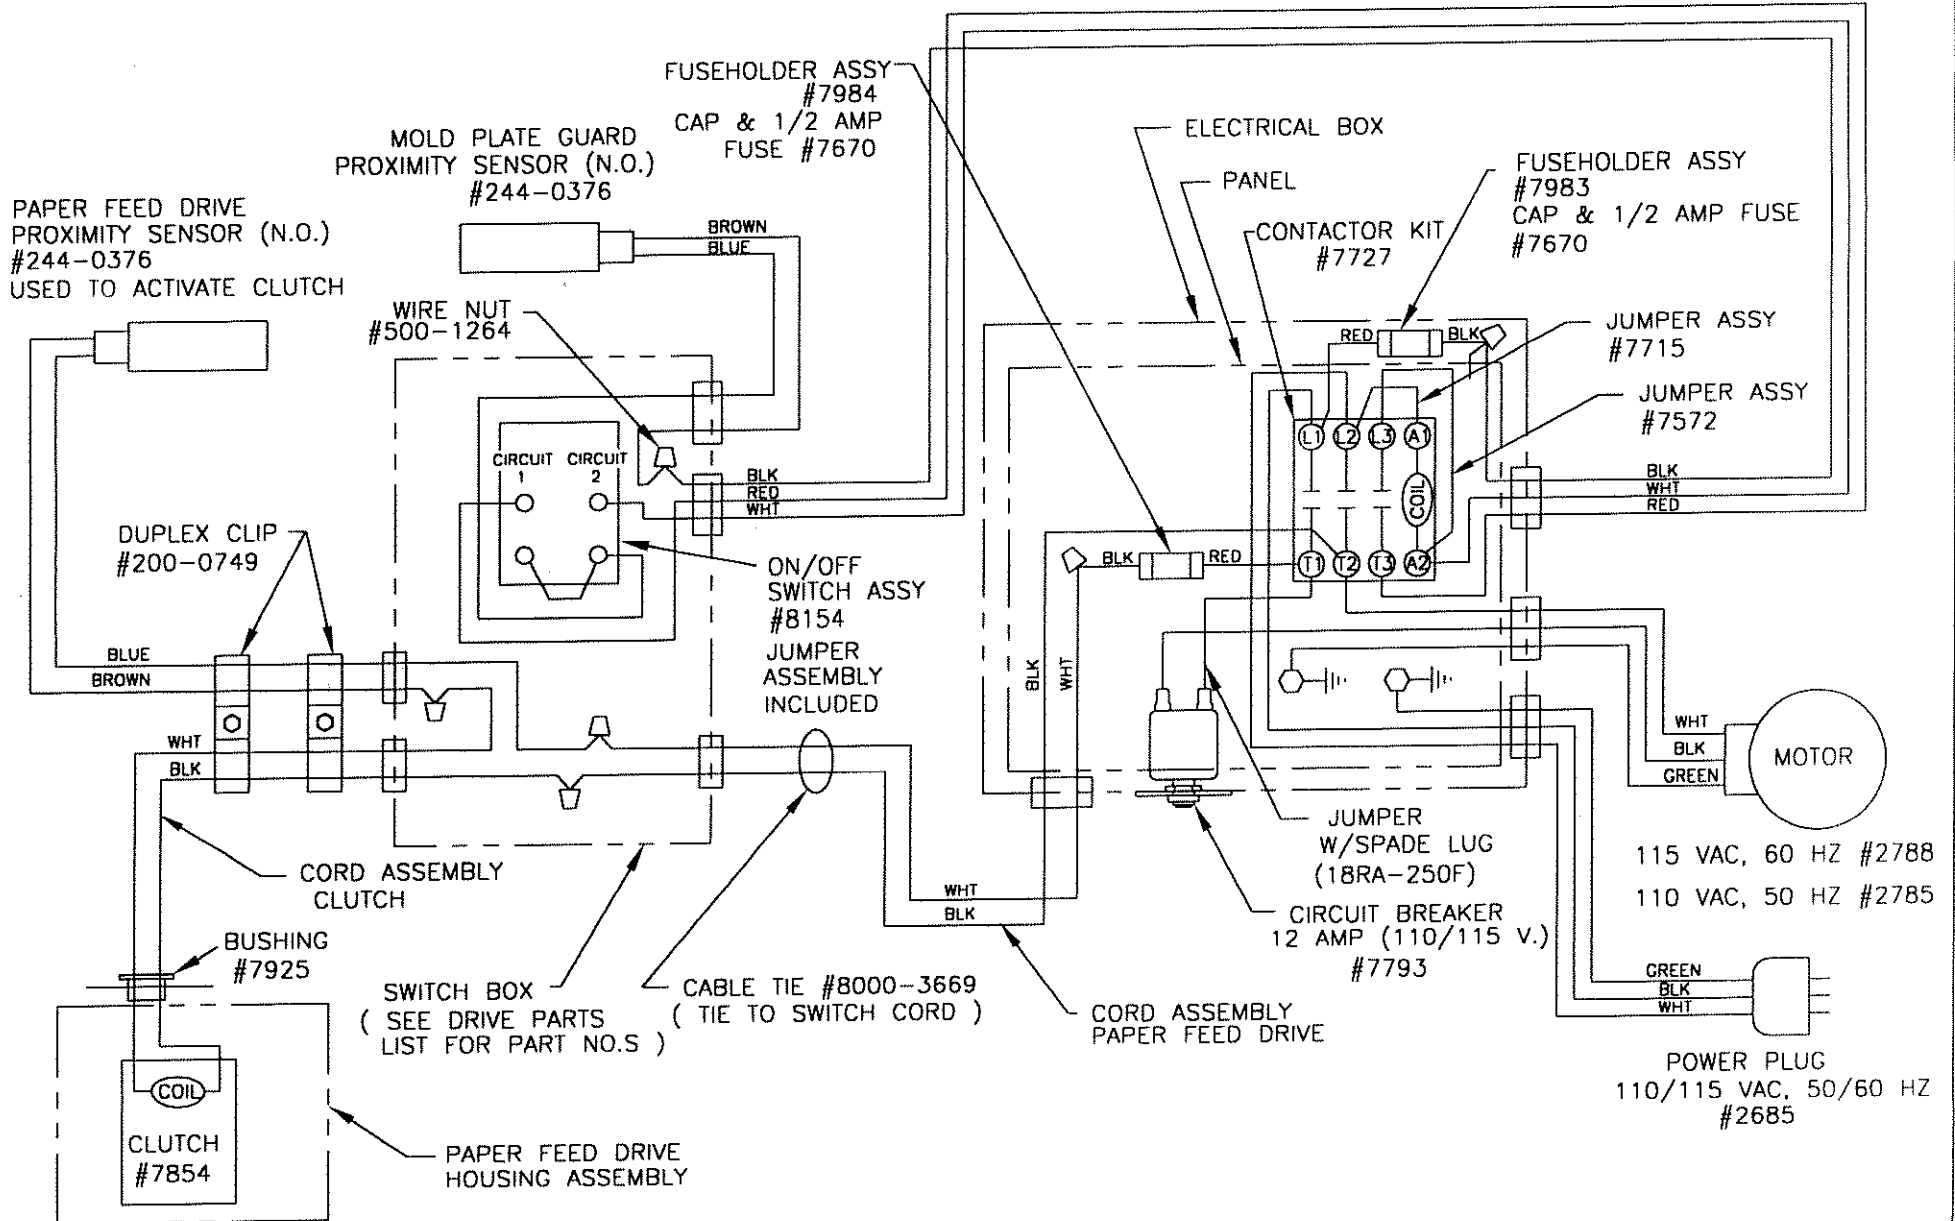 FUSEHOLDER ASSY
#7984
CAP & 1/2 AMP
FUSE #7670
MOLD PLATE GUARD
PROXIMITY SENSOR (N.O.)
#244-0376
PAPER FEED DRIVE
PROXIMITY SENSOR (N.O.)
#244-0376
USED TO ACTIVATE CLUTCH
BROWN
BLUE
WIRE NUT
#500-1264
ELECTRICAL BOX
PANEL
CONTACTOR KIT
#7727
FUSEHOLDER ASSY
#7983
CAP & 1/2 AMP FUSE
#7670
RED
BLK
JUMPER ASSY
#7715
JUMPER ASSY
#7572
L1
L2
L3
A1
COIL
T1
T2
T3
A2
CIRCUIT
1
CIRCUIT
2
BLK
RED
WHT
BLK
WHT
RED
DUPLEX CLIP
#200-0749
ON/OFF
SWITCH ASSY
#8154
JUMPER
ASSEMBLY
INCLUDED
BLK
RED
BLK
WHT
BLUE
BROWN
WHT
BLK
WHT
BLK
GREEN
MOTOR
115 VAC, 60 HZ #2788
110 VAC, 50 HZ #2785
CORD ASSEMBLY
CLUTCH
JUMPER
W/SPADE LUG
(18RA-250F)
CIRCUIT BREAKER
12 AMP (110/115 V.)
#7793
WHT
BLK
BUSHING
#7925
SWITCH BOX
( SEE DRIVE PARTS
LIST FOR PART NO.S )
CABLE TIE #8000-3669
( TIE TO SWITCH CORD )
CORD ASSEMBLY
PAPER FEED DRIVE
GREEN
BLK
WHT
POWER PLUG
110/115 VAC, 50/60 HZ
#2685
COIL
CLUTCH
#7854
PAPER FEED DRIVE
HOUSING ASSEMBLY